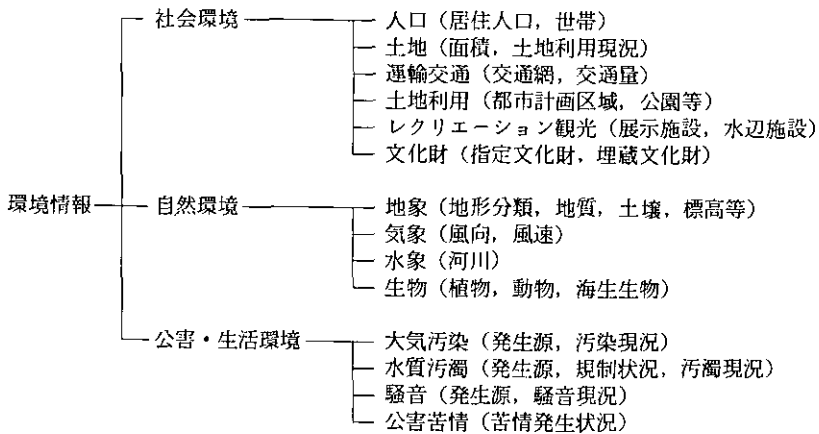 社会環境
人口（居住人口，世帯）
土地（面積，土地利用現況）
運輸交通（交通網，交通量）
土地利用（都市計画区域，公園等）
レクリエーション観光（展示施設，水辺施設）
文化財（指定文化財，埋蔵文化財）
環境情報
自然環境
地象（地形分類，地質，土壌，標高等）
気象（風向，風速）
水象（河川）
生物（植物，動物，海生生物）
公害・生活環境
大気汚染（発生源，汚染現況）
水質汚濁（発生源，規制状況，汚濁現況）
騒音（発生源，騒音現況）
公害苦情（苦情発生状況）